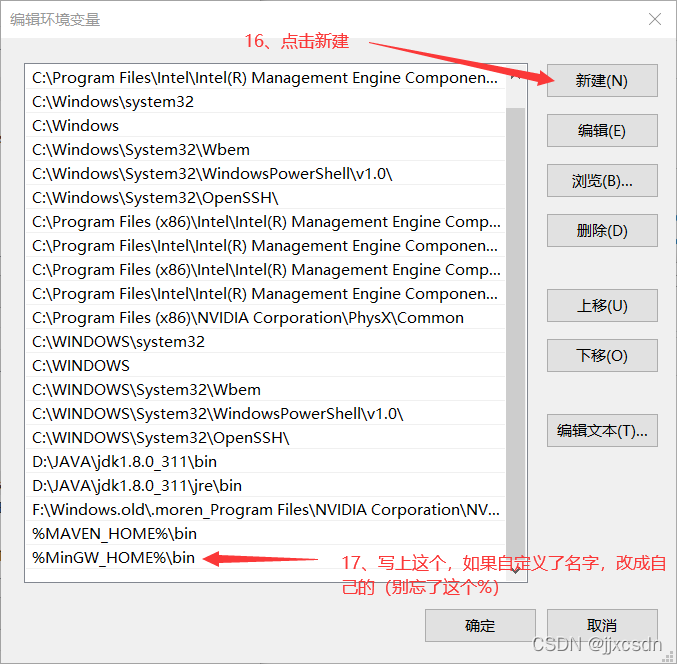 编辑环境变量
16、点击新建
C:\Program Files\Intel\Intel(R) Management Engine Componen...
新建(N)
C:\Windows\system32
C:\Windows
编辑(E)
C:\Windows\System32\Wbem
C:\Windows\System32\WindowsPowerShell\v1.0\
浏览(B)...
C:\Windows\System32\OpenSSH\
C:\Program Files (x86)\Intel\Intel(R) Management Engine Comp...
删除(D)
C:\Program Files\Intel\Intel(R) Management Engine Componen...
C:\Program Files (x86)\Intel\Intel(R) Management Engine Comp...
C:\Program Files\Intel\Intel(R) Management Engine Componen...
上移(U)
C:\Program Files (x86)\NVIDIA Corporation\PhysX\Common
C:\WINDOWS\system32
下移(O)
C:\WINDOWS
C:\WINDOWS\System32\Wbem
C:\WINDOWS\System32\WindowsPowerShell\v1.0\
编辑文本(T)...
C:\WINDOWS\System32\OpenSSH\
D:\JAVA\jdk1.8.0_311\bin
D:\JAVA\jdk1.8.0_311\jre\bin
F:\Windows.old\.moren_Program Files\NVIDIA Corporation\NV...
%MAVEN_HOME%\bin
%MinGW_HOME%\bin
17、写上这个，如果自定义了名字，改成自
己的（别忘了这个%）
确定
取消
CSDN @jjxcsdn